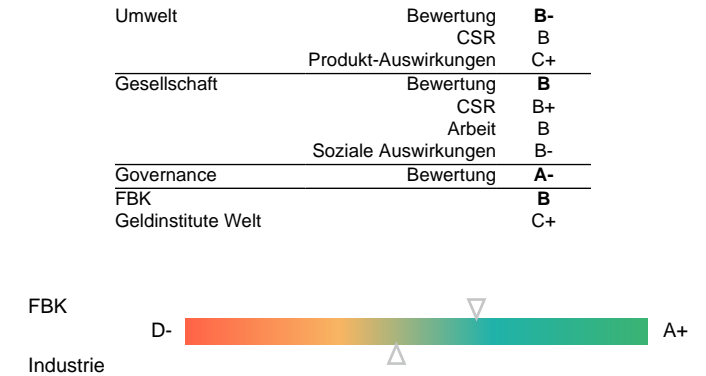 Umwelt Bewertung B-
CSR B
Produkt-Auswirkungen C+
Gesellschaft Bewertung B
CSR B+
Arbeit B
Soziale Auswirkungen B-
Governance Bewertung A-
FBK B
Geldinstitute Welt C+
FBK
D- A+
Industrie